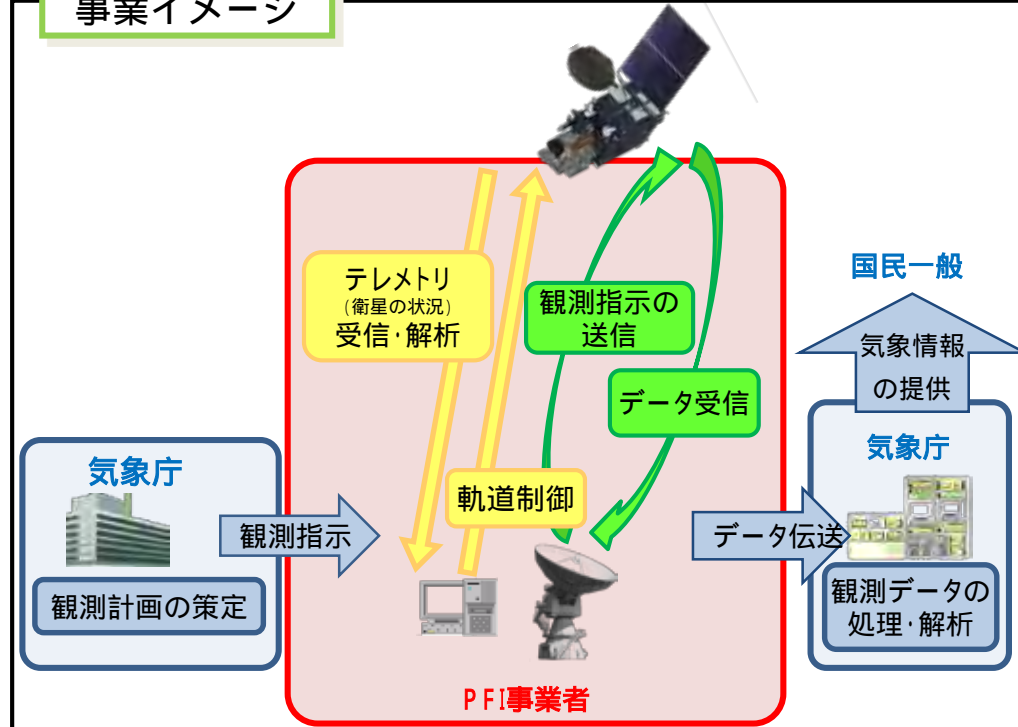 事業イメージ
テレメトリ
(衛星の状況)
受信・解析
観測指示の
送信
データ受信
軌道制御
国民一般
気象情報
の提供
気象庁
観測指示
観測計画の策定
データ伝送
気象庁
観測データの
処理・解析
PFI事業者